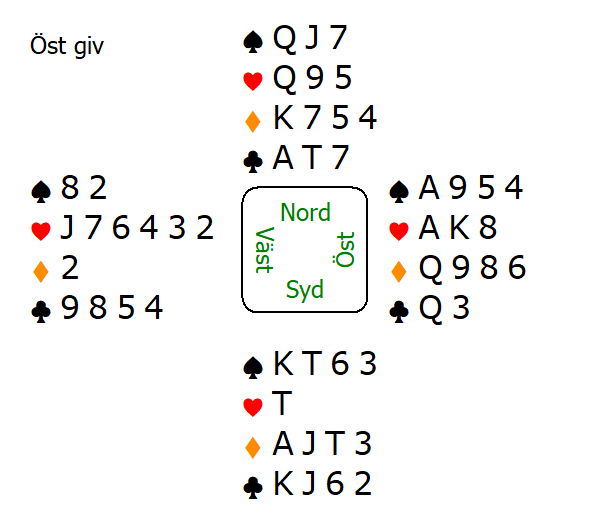 Öst giv
♠ Q J 7
♥ Q 9 5
♦ K 7 5 4
♣ A T 7
♠ 8 2
♥ J 7 6 4 3 2
♦ 2
♣ 9 8 5 4
Nord
Väst
Öst
Syd
♠ A 9 5 4
♥ A K 8
♦ Q 9 8 6
♣ Q 3
♠ K T 6 3
♥ T
♦ A J T 3
♣ K J 6 2